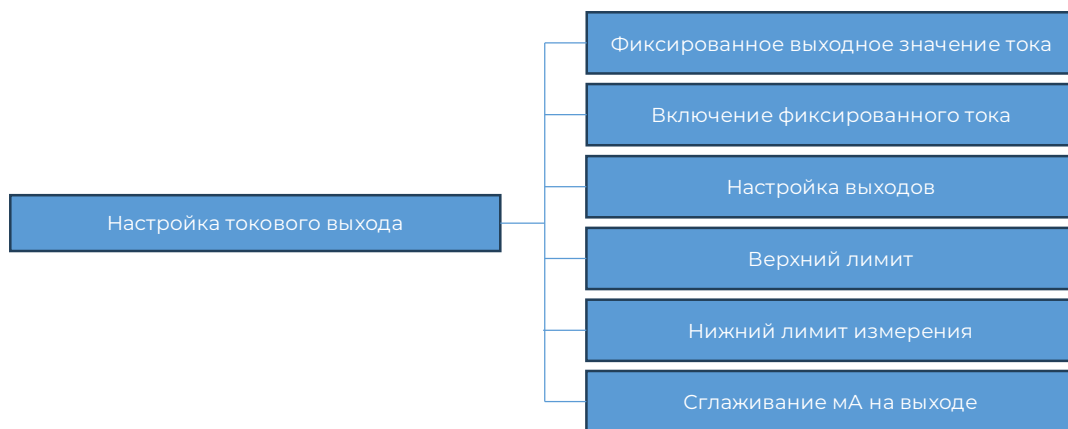 Фиксированное выходное значение тока
Включение фиксированного тока
Настройка выходов
Настройка токового выхода
Верхний лимит
Нижний лимит измерения
Сглаживание мА на выходе